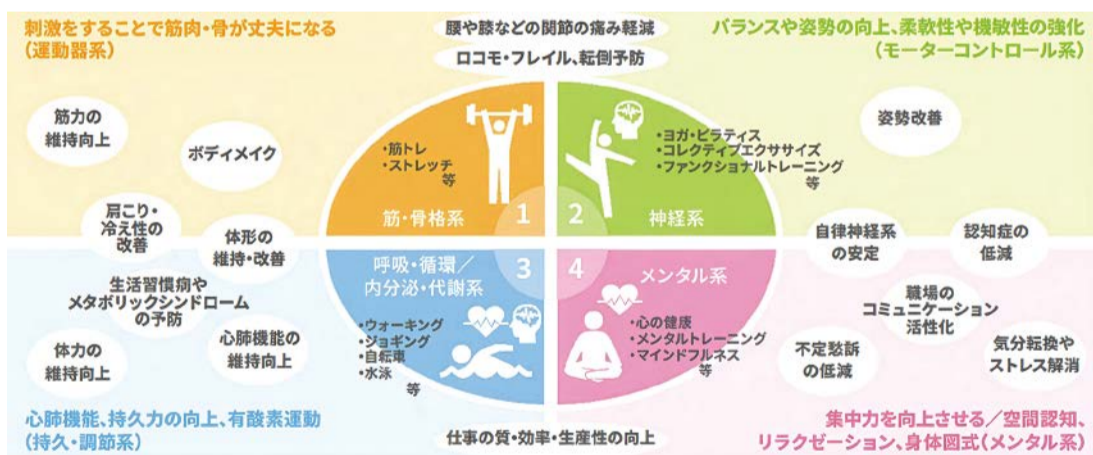 刺激をすることで筋肉・骨が丈夫になる
(運動器系)
腰や膝などの関節の痛み軽減
ロコモ・フレイル、転倒予防
バランスや姿勢の向上、柔軟性や機敏性の強化
(モーターコントロール系)
筋力の
維持向上
ボディメイク
肩こり・
冷え性の
改善
体形の
維持・改善
・筋トレ
・ストレッチ
等
筋・骨格系
1
・ヨガ・ピラティス
・コレクティブエクササイズ
・ファンクショナルトレーニング
等
2
神経系
姿勢改善
自律神経系
の安定
認知症の
低減
生活習慣病や
メタボリックシンドローム
の予防
体力の
維持向上
心肺機能の
維持向上
呼吸・循環/
内分泌・代謝系
3
・ウォーキング
・ジョギング
・自転車
・水泳
等
4
メンタル系
・心の健康
・メンタルトレーニング
・マインドフルネス
等
職場の
コミュニケーション
活性化
不定愁訴
の低減
気分転換や
ストレス解消
心肺機能、持久力の向上、有酸素運動
(持久・調節系)
仕事の質・効率・生産性の向上
集中力を向上させる/空間認知、
リラクゼーション、身体図式(メンタル系)